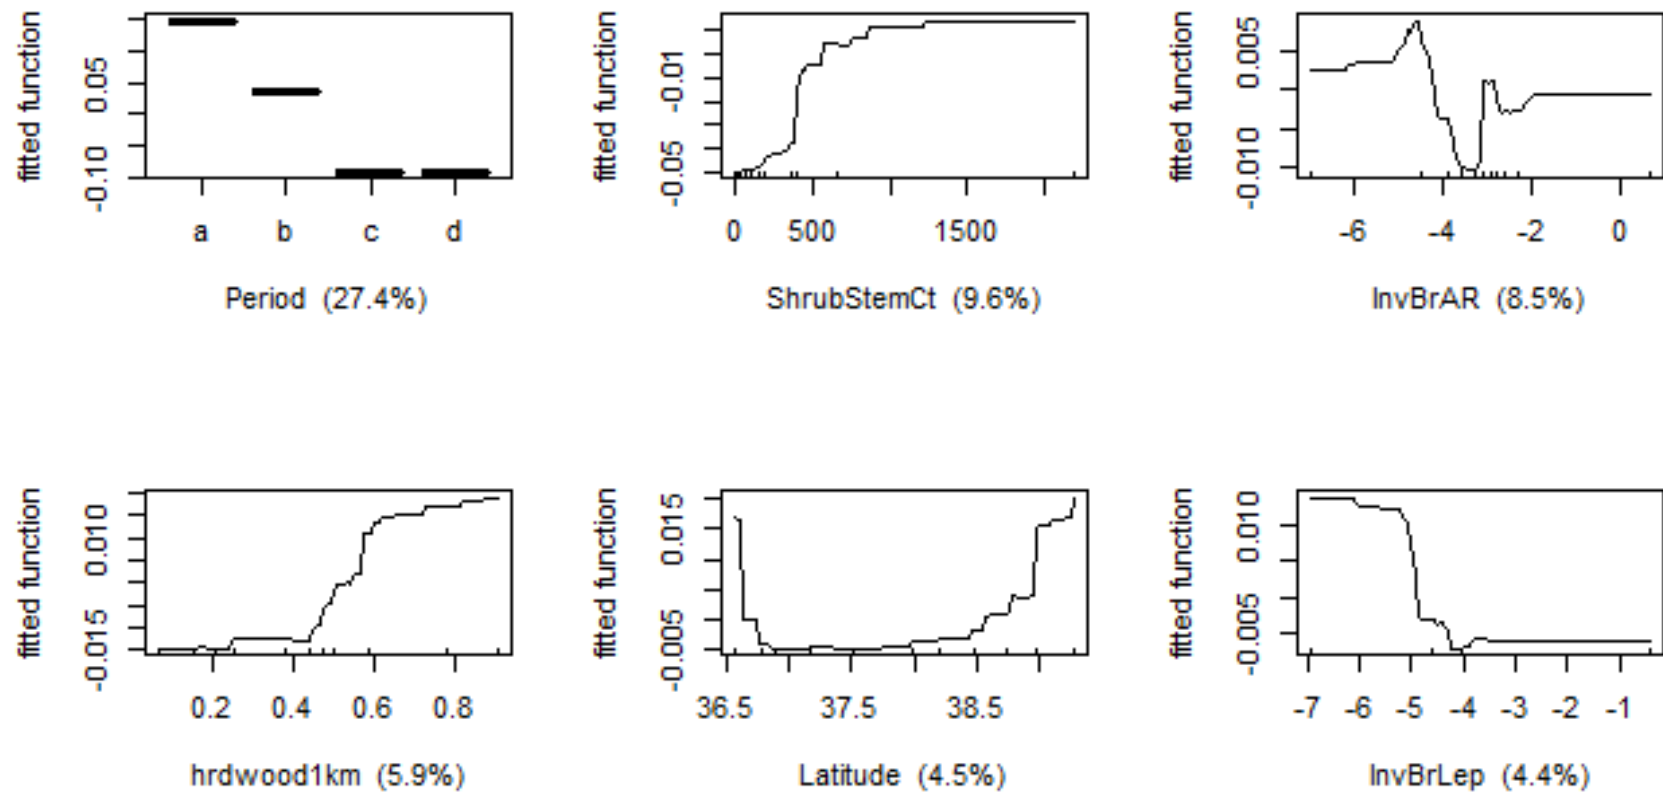 fitted function
0.05
-0.10
a b c d
Period (27.4%)
fitted function
-0.01
-0.05
0 500 1500
ShrubStemCt (9.6%)
fitted function
0.005
-0.010
-6 -4 -2 0
InvBrAR (8.5%)
fitted function
0.010
-0.015
0.2 0.4 0.6 0.8
hrdwood1km (5.9%)
fitted function
0.015
-0.005
36.5 37.5 38.5
Latitude (4.5%)
fitted function
0.010
-0.005
-7 -6 -5 -4 -3 -2 -1
InvBrLep (4.4%)